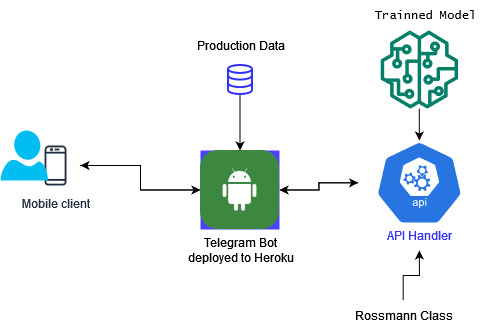 Trainned Model
Production Data
api
Mobile client
Telegram Bot
deployed to Heroku
API Handler
Rossmann Class